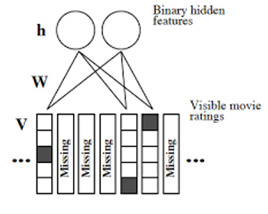 h
Binary hidden
features
W
V
Visible movie
ratings
Missing
Missing
Missing
Missing
... ...